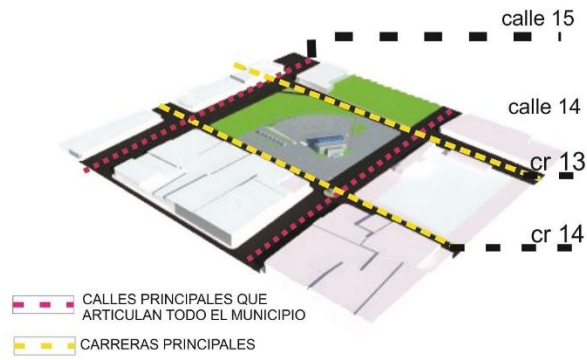 calle 15
calle 14
cr 13
cr 14
CALLES PRINCIPALES QUE
ARTICULAN TODO EL MUNICIPIO
CARRERAS PRINCIPALES